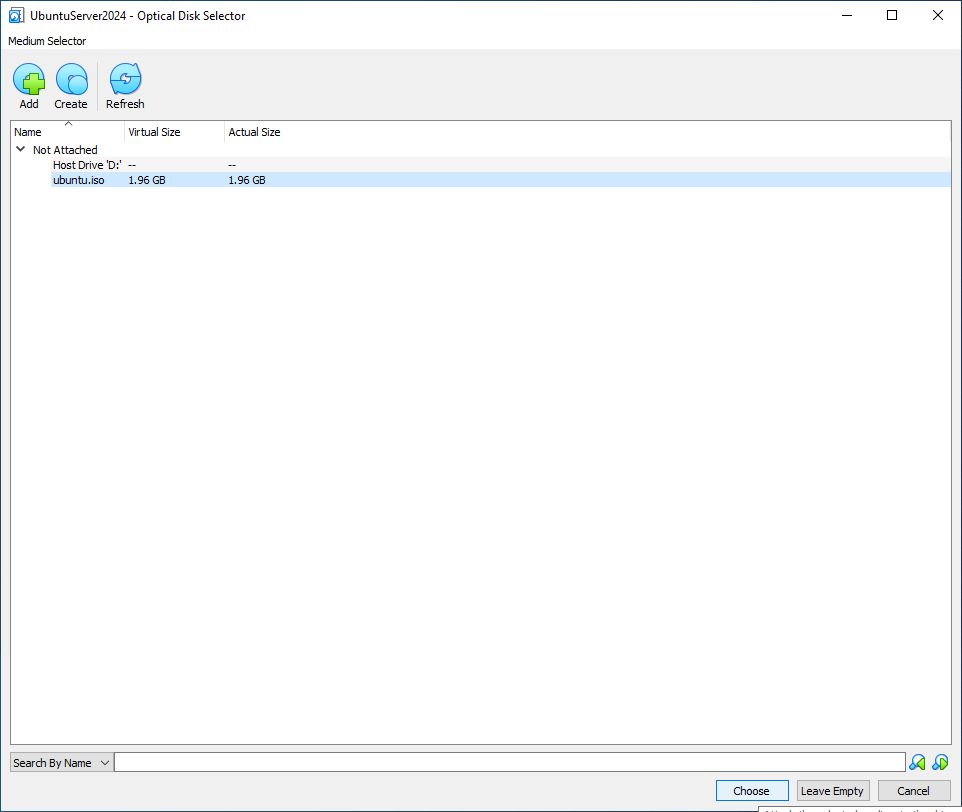 UbuntuServer2024 - Optical Disk Selector
Medium Selector
Add Create Refresh
Name Virtual Size Actual Size
Not Attached
Host Drive 'D:' -- --
ubuntu.iso 1.96 GB 1.96 GB
Search By Name
Choose Leave Empty Cancel